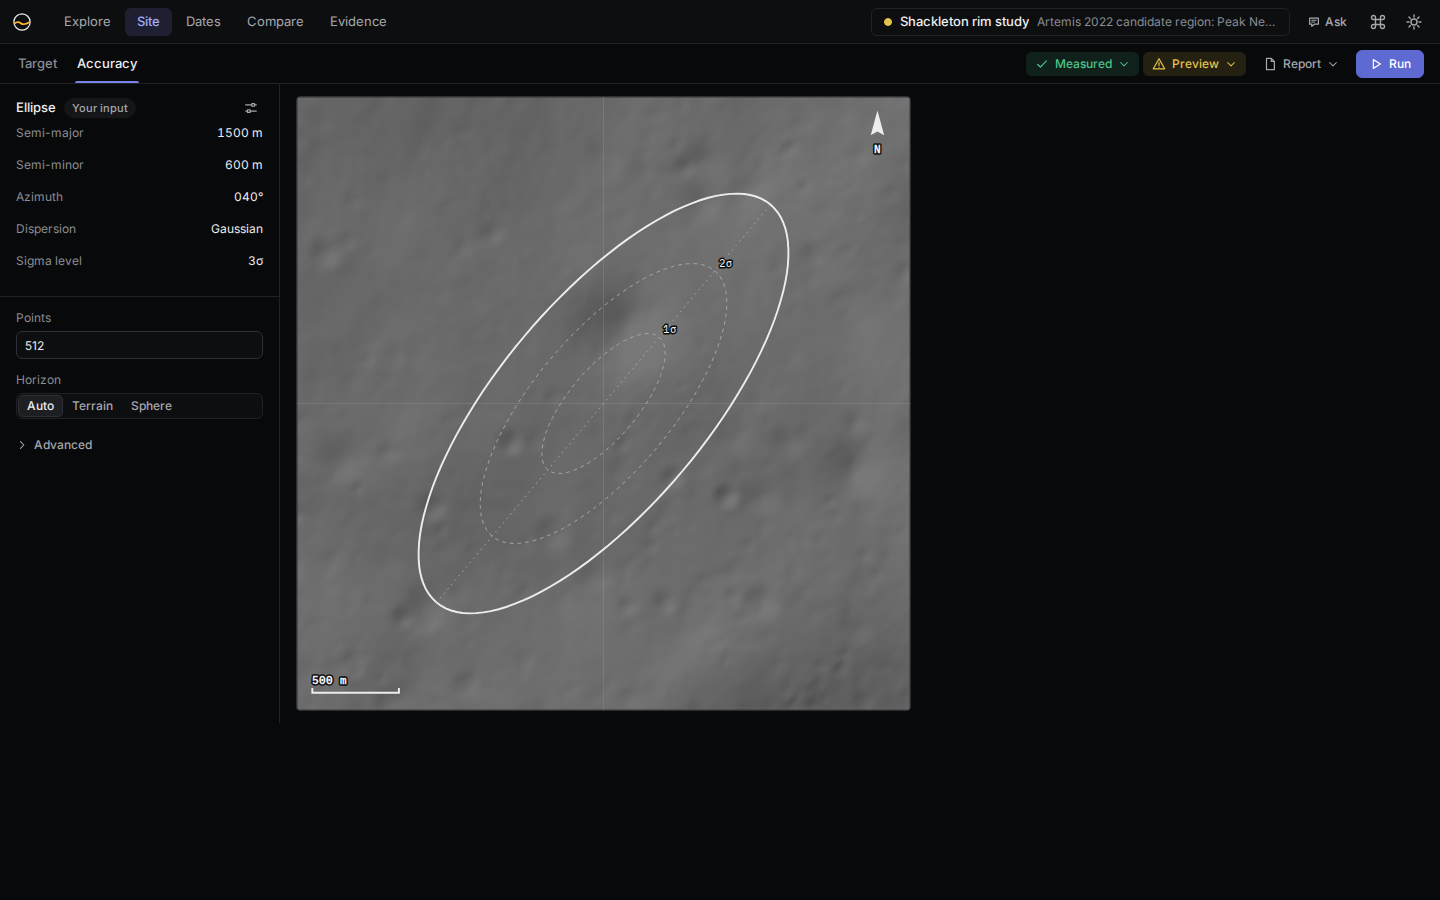 Explore Site Dates Compare Evidence Shackleton rim study Artemis 2022 candidate region: Peak Ne... Ask
Target Accuracy Measured Preview Report Run
Ellipse Your input
Semi-major 1500 m
Semi-minor 600 m
Azimuth 040°
Dispersion Gaussian
Sigma level 3σ
Points
512
Horizon
Auto Terrain Sphere
Advanced
N
2σ
1σ
500 m